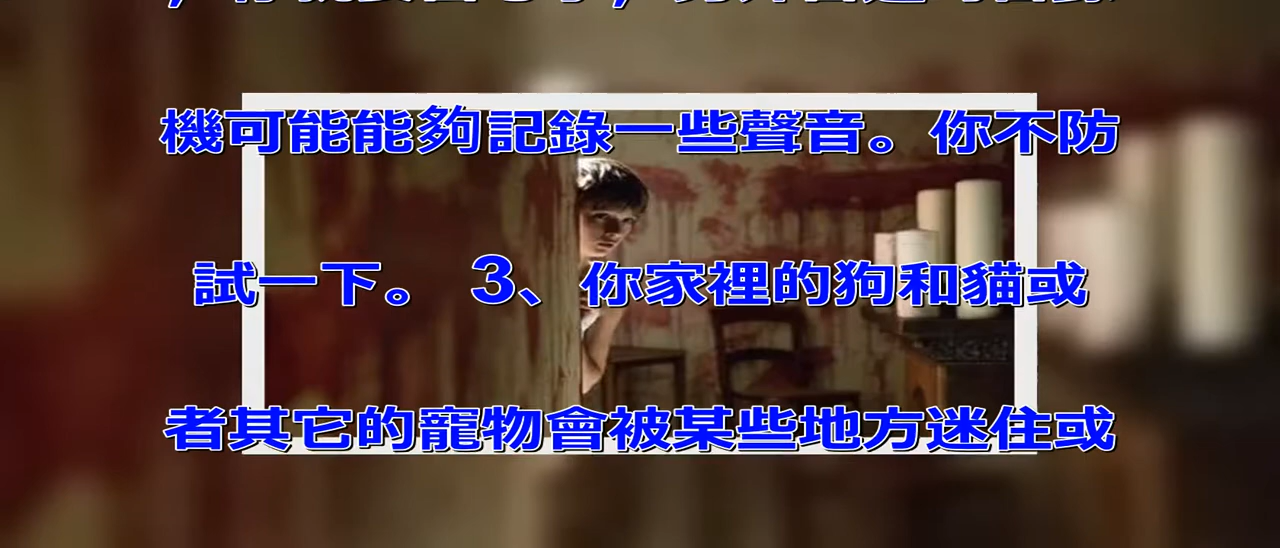 機可能能夠記錄一些聲音。你不防
試一下。 3、你家裡的狗和貓或
者其它的寵物會被某些地方迷住或